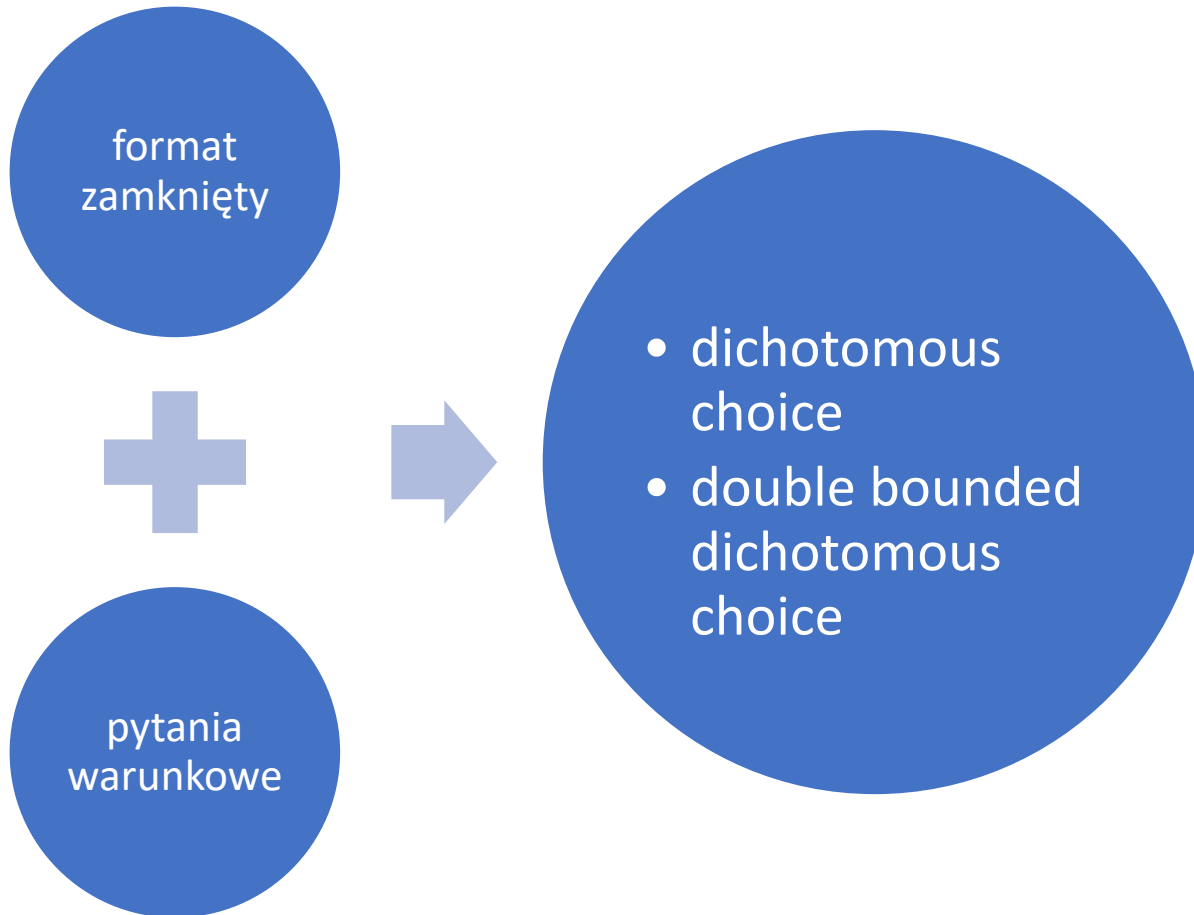 format
zamknięty
pytania
warunkowe
• dichotomous
choice
• double bounded
dichotomous
choice